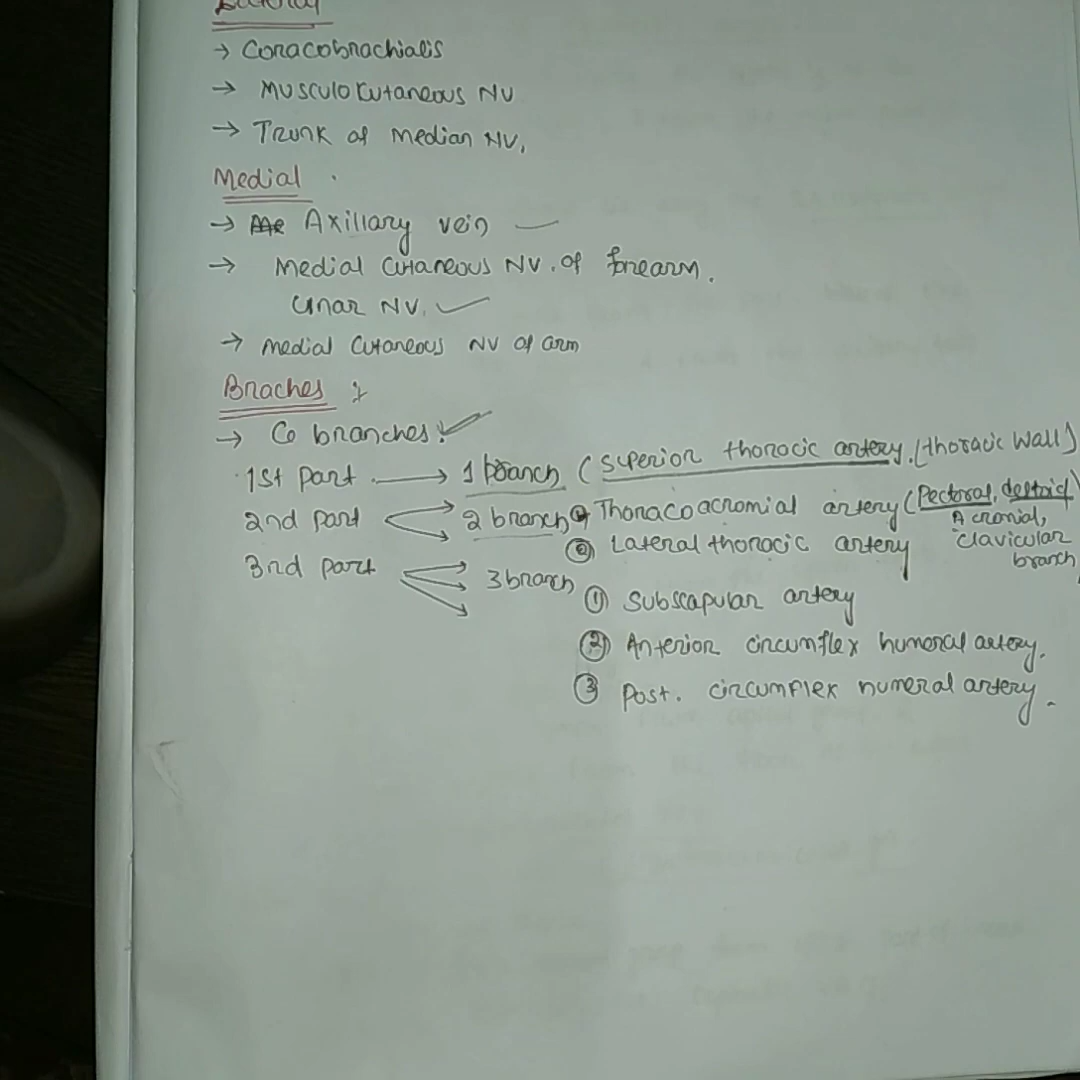 Lateral
→ Coracobrachialis
→ Musculocutaneous NV
→ Trunk of median NV.
Medial
→ Axillary vein
→ Medial Cutaneous NV. of forearm.
Ulnar NV.
→ Medial Cutaneous NV of arm
Braches :
→ 6 branches:
1st part → 1 branch (Superior thoracic artery. [thoracic wall]
2nd part 2 branch ① Thoracoacromial artery (Pectoral, deltoid, Acromial, clavicular branch)
② Lateral thoracic artery
3rd part 3 branch ① Subscapular artery
② Anterior circumflex humeral artery.
③ Post. circumflex humeral artery.